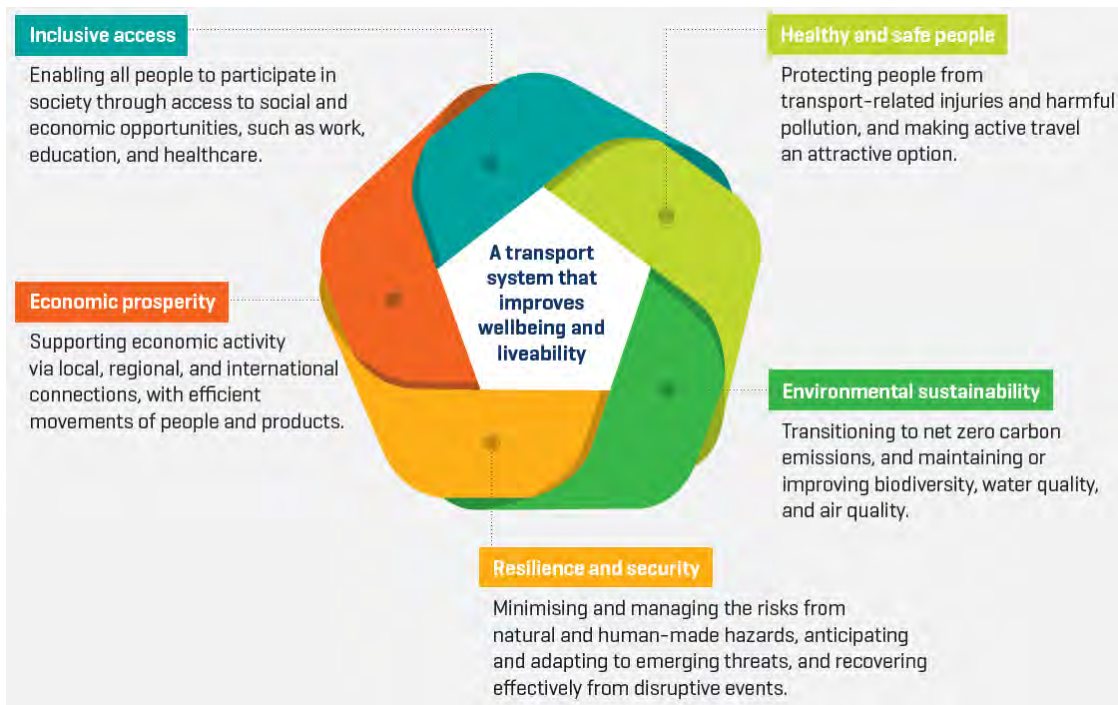 Inclusive access
Enabling all people to participate in
society through access to social and
economic opportunities, such as work,
education, and healthcare.
Healthy and safe people
Protecting people from
transport-related injuries and harmful
pollution, and making active travel
an attractive option.
A transport
system that
improves
wellbeing and
liveability
Economic prosperity
Supporting economic activity
via local, regional, and international
connections, with efficient
movements of people and products.
Environmental sustainability
Transitioning to net zero carbon
emissions, and maintaining or
improving biodiversity, water quality,
and air quality.
Resilience and security
Minimising and managing the risks from
natural and human-made hazards, anticipating
and adapting to emerging threats, and recovering
effectively from disruptive events.